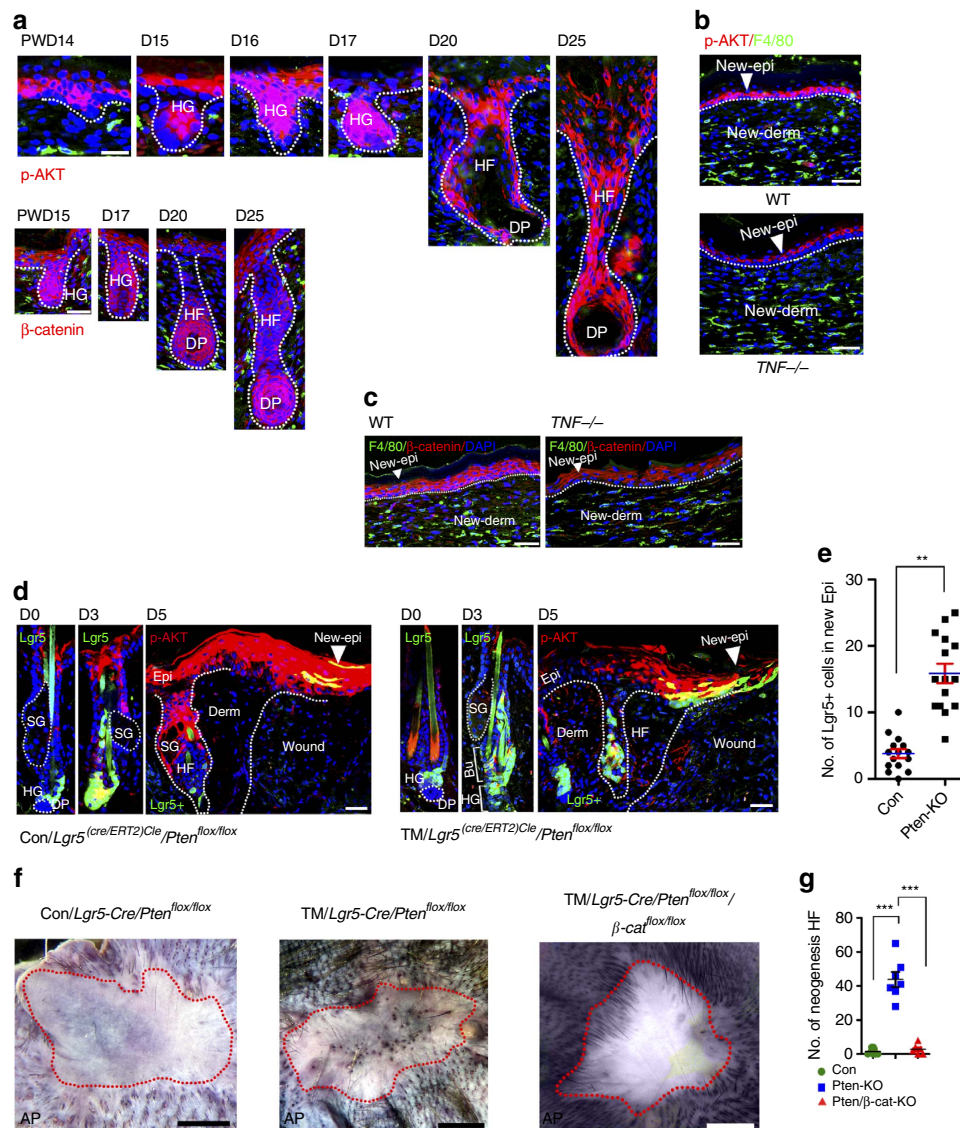 a
PWD14 D15 D16 D17 D20 D25
HG HG HG HF DP HF DP
p-AKT
PWD15 D17 D20 D25
HG HG HF DP HF DP
β-catenin
b
p-AKT/F4/80
New-epi
New-derm
WT
New-epi
New-derm
TNF–/–
c
WT TNF–/–
F4/80/β-catenin/DAPI F4/80/β-catenin/DAPI
New-epi New-epi
New-derm New-derm
d
D0 D3 D5 D0 D3 D5
Lgr5 Lgr5 p-AKT New-epi Lgr5 Lgr5 p-AKT New-epi
Epi Derm Epi
SG SG SG HF Wound SG Derm HF Wound
HG DP Lgr5+ HG DP Bu HG Lgr5+
Con/Lgr5(cre/ERT2)Cle/Ptenflox/flox TM/Lgr5(cre/ERT2)Cle/Ptenflox/flox
e
**
No. of Lgr5+ cells in new Epi
30
20
10
0
Con Pten-KO
f
Con/Lgr5-Cre/Ptenflox/flox TM/Lgr5-Cre/Ptenflox/flox TM/Lgr5-Cre/Ptenflox/flox/
β-catflox/flox
AP AP AP
g
*** ***
No. of neogenesis HF
80
60
40
20
0
Con
Pten-KO
Pten/β-cat-KO